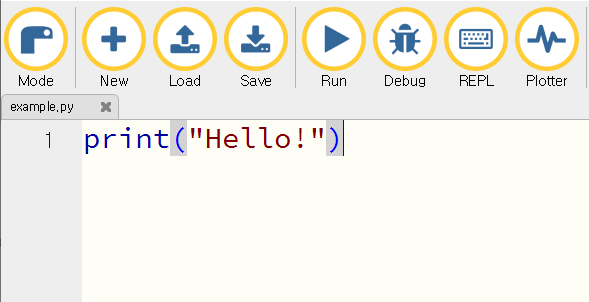 Mode New Load Save Run Debug REPL Plotter
example.py
1 print("Hello!")